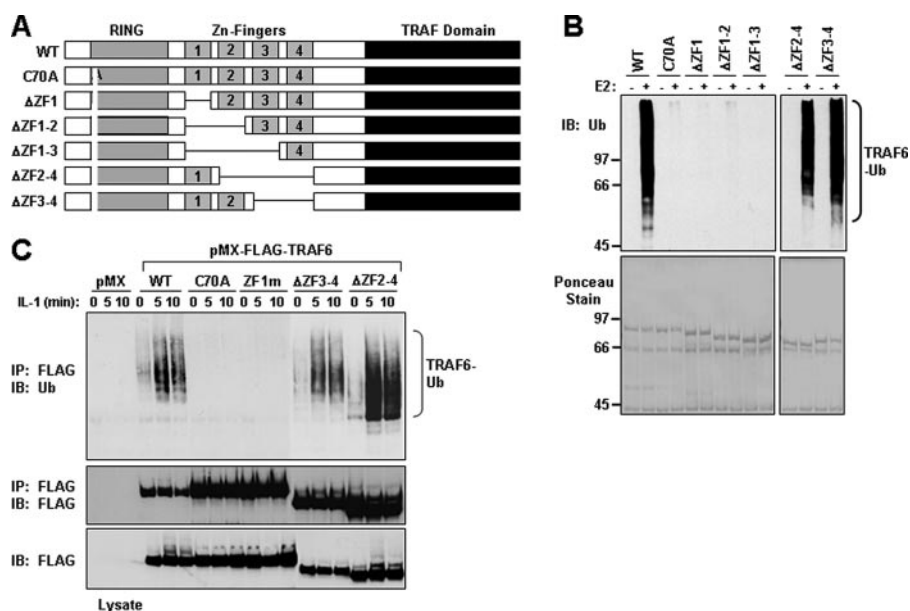 A
RING Zn-Fingers TRAF Domain
WT 1 2 3 4
C70A A 1 2 3 4
ΔZF1 2 3 4
ΔZF1-2 3 4
ΔZF1-3 4
ΔZF2-4 1
ΔZF3-4 1 2
B
WT C70A ΔZF1 ΔZF1-2 ΔZF1-3 ΔZF2-4 ΔZF3-4
E2: - + - + - + - + - + - + - +
IB: Ub
97
66
45
TRAF6
-Ub
Ponceau
Stain
97
66
45
C
pMX-FLAG-TRAF6
pMX WT C70A ZF1m ΔZF3-4 ΔZF2-4
IL-1 (min): 0 5 10 0 5 10 0 5 10 0 5 10 0 5 10 0 5 10
IP: FLAG
IB: Ub
TRAF6-
Ub
IP: FLAG
IB: FLAG
IB: FLAG
Lysate